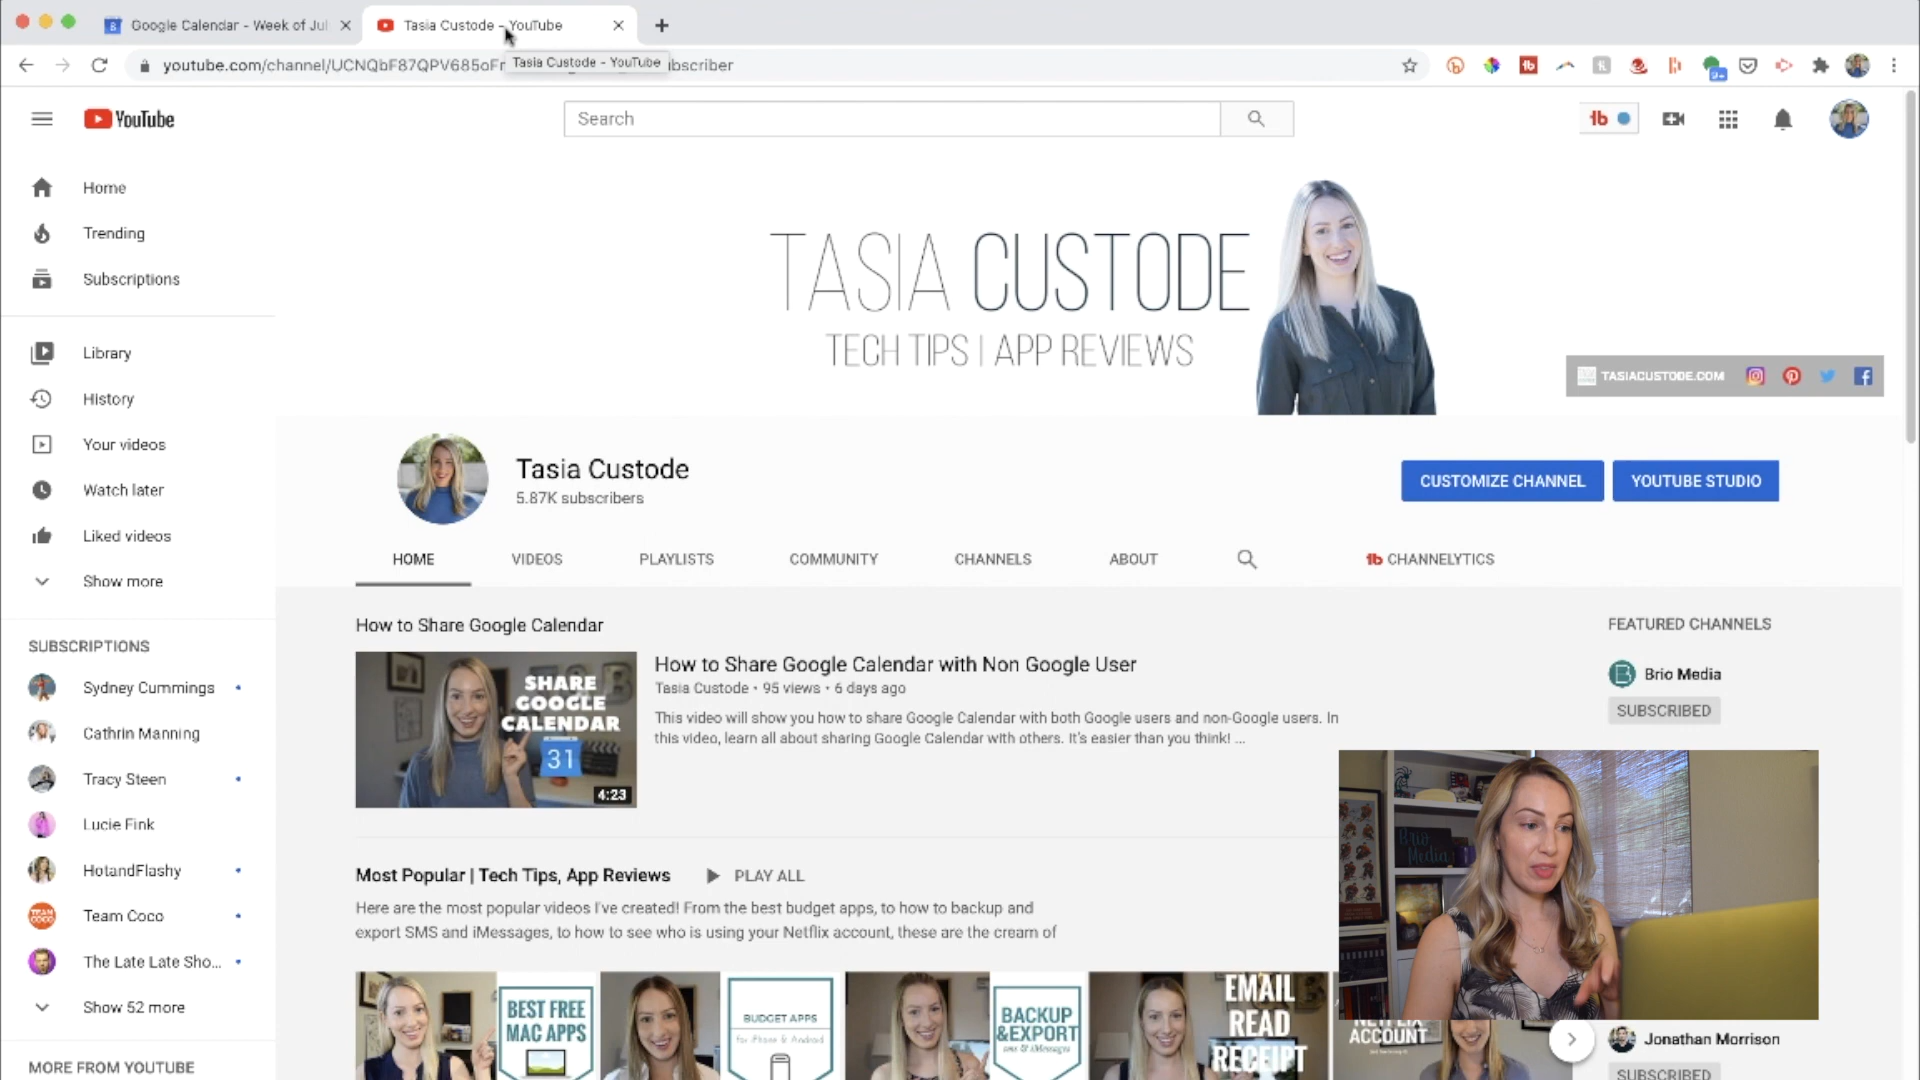 Google Calendar - Week of Jul
Tasia Custode - YouTube
youtube.com/channel/UCNQbF87QPV685oF
Tasia Custode - YouTube
YouTube
Search
Home
Trending
Subscriptions
Library
History
Your videos
Watch later
Liked videos
Show more
SUBSCRIPTIONS
Sydney Cummings
Cathrin Manning
Tracy Steen
Lucie Fink
HotandFlashy
Team Coco
The Late Late Sho...
Show 52 more
MORE FROM YOUTUBE
TASIA CUSTODE
TECH TIPS | APP REVIEWS
TASIACUSTODE.COM
Tasia Custode
5.87K subscribers
CUSTOMIZE CHANNEL
YOUTUBE STUDIO
HOME VIDEOS PLAYLISTS COMMUNITY CHANNELS ABOUT CHANNELYTICS
How to Share Google Calendar
SHARE
GOOGLE
CALENDAR
31
4:23
How to Share Google Calendar with Non Google User
Tasia Custode • 95 views • 6 days ago
This video will show you how to share Google Calendar with both Google users and non-Google users. In
this video, learn all about sharing Google Calendar with others. It's easier than you think! ...
Most Popular | Tech Tips, App Reviews
PLAY ALL
Here are the most popular videos I've created! From the best budget apps, to how to backup and
export SMS and iMessages, to how to see who is using your Netflix account, these are the cream of
BEST FREE
MAC APPS
BUDGET APPS
for iPhone & Android
BACKUP
&EXPORT
sms & iMessages
EMAIL
READ
RECEIPT
NETFLIX
ACCOUNT
FEATURED CHANNELS
Brio Media
SUBSCRIBED
Brio
Media
Jonathan Morrison
SUBSCRIBED